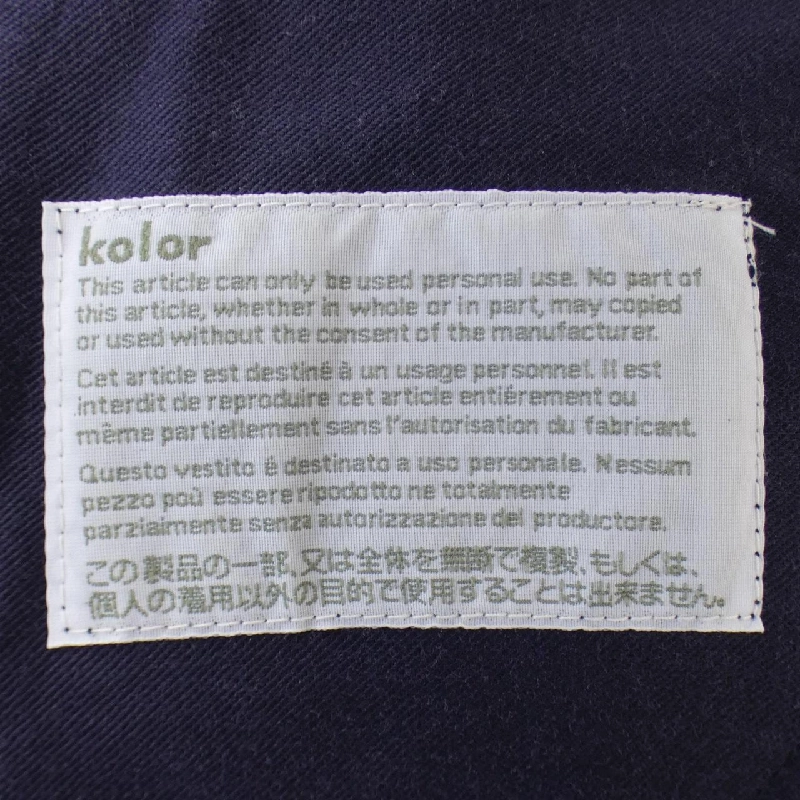 kolor
This article can only be used personal use. No part of
this article, whether in whole or in part, may copied
or used without the consent of the manufacturer.
Cet article est destiné à un usage personnel. Il est
interdit de reproduire cet article entiérement ou
même partiellement sans l'autorisation du fabricant.
Questo vestito é destinato a uso personale. Nessum
pezzo poù essere ripodotto ne totalmente
parzialmente senza autorizzazione del productore.
この製品の一部、又は全体を無断で複製、もしくは、
個人の着用以外の目的で使用することは出来ません。